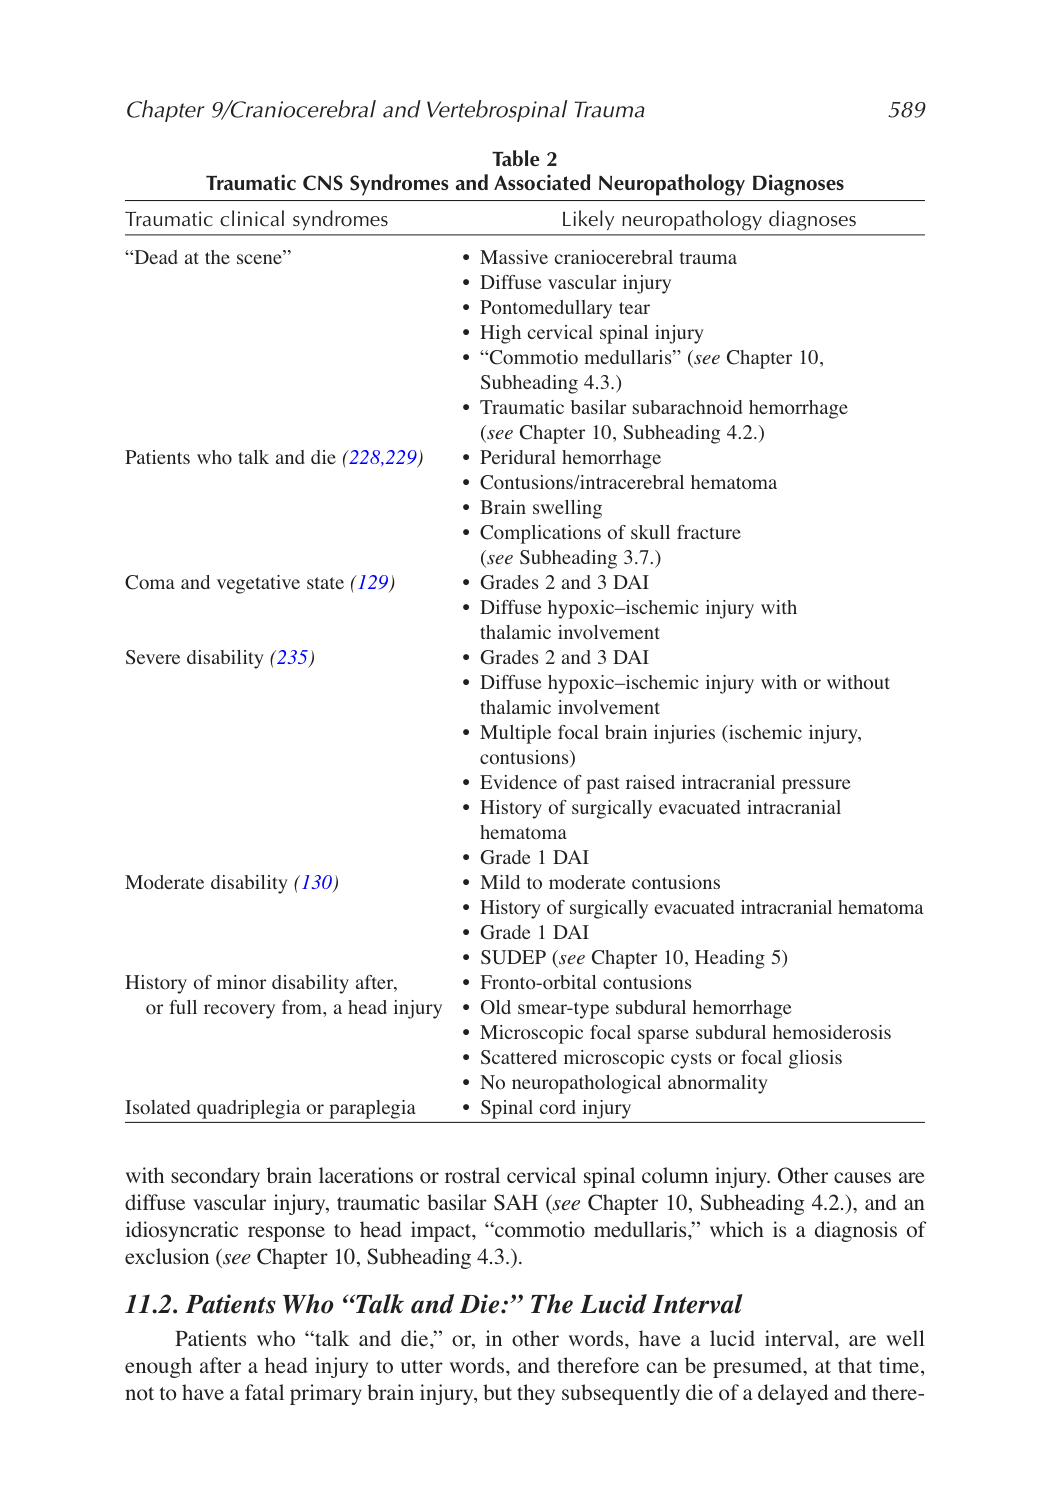 Chapter 9/Craniocerebral and Vertebrospinal Trauma 589
Table 2
Traumatic CNS Syndromes and Associated Neuropathology Diagnoses
Traumatic clinical syndromes Likely neuropathology diagnoses
“Dead at the scene” • Massive craniocerebral trauma
• Diffuse vascular injury
• Pontomedullary tear
• High cervical spinal injury
• “Commotio medullaris” (see Chapter 10,
Subheading 4.3.)
• Traumatic basilar subarachnoid hemorrhage
(see Chapter 10, Subheading 4.2.)
Patients who talk and die (228,229) • Peridural hemorrhage
• Contusions/intracerebral hematoma
• Brain swelling
• Complications of skull fracture
(see Subheading 3.7.)
Coma and vegetative state (129) • Grades 2 and 3 DAI
• Diffuse hypoxic–ischemic injury with
thalamic involvement
Severe disability (235) • Grades 2 and 3 DAI
• Diffuse hypoxic–ischemic injury with or without
thalamic involvement
• Multiple focal brain injuries (ischemic injury,
contusions)
• Evidence of past raised intracranial pressure
• History of surgically evacuated intracranial
hematoma
• Grade 1 DAI
Moderate disability (130) • Mild to moderate contusions
• History of surgically evacuated intracranial hematoma
• Grade 1 DAI
• SUDEP (see Chapter 10, Heading 5)
History of minor disability after, • Fronto-orbital contusions
or full recovery from, a head injury • Old smear-type subdural hemorrhage
• Microscopic focal sparse subdural hemosiderosis
• Scattered microscopic cysts or focal gliosis
• No neuropathological abnormality
Isolated quadriplegia or paraplegia • Spinal cord injury
with secondary brain lacerations or rostral cervical spinal column injury. Other causes are
diffuse vascular injury, traumatic basilar SAH (see Chapter 10, Subheading 4.2.), and an
idiosyncratic response to head impact, “commotio medullaris,” which is a diagnosis of
exclusion (see Chapter 10, Subheading 4.3.).
11.2. Patients Who “Talk and Die:” The Lucid Interval
Patients who “talk and die,” or, in other words, have a lucid interval, are well
enough after a head injury to utter words, and therefore can be presumed, at that time,
not to have a fatal primary brain injury, but they subsequently die of a delayed and there-